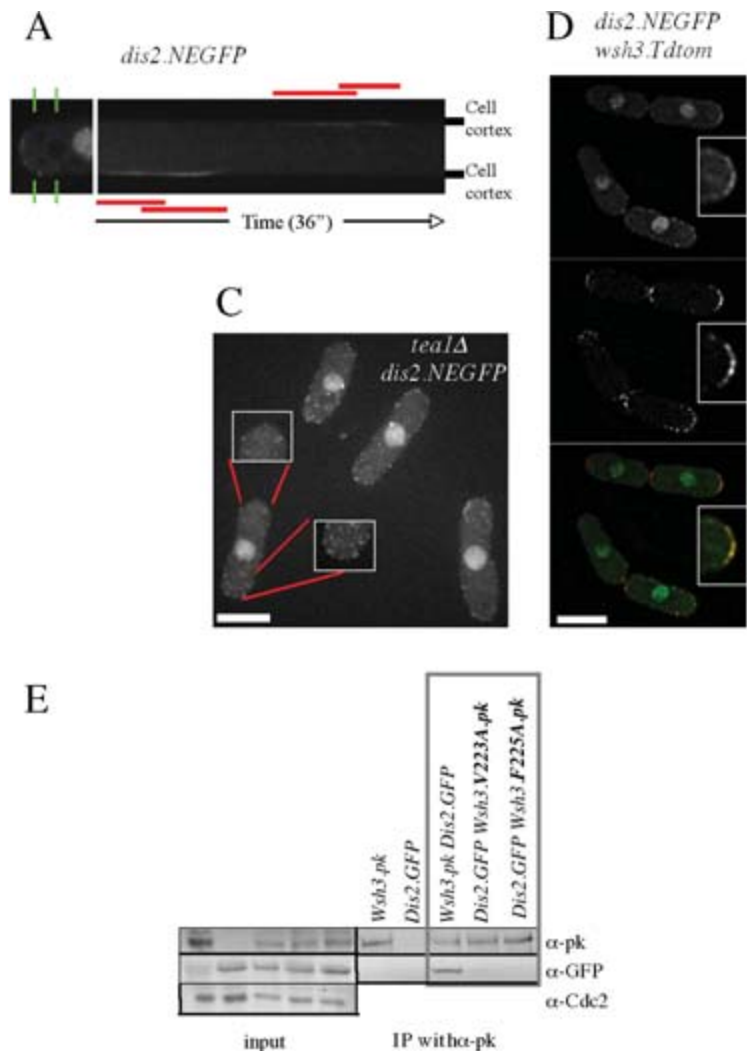 A
dis2.NEGFP
Cell
cortex
Cell
cortex
Time (36")
D
dis2.NEGFP
wsh3.Tdtom
C
tea1Δ
dis2.NEGFP
E
Wsh3.pk
Dis2.GFP
Wsh3.pk Dis2.GFP
Dis2.GFP Wsh3.V223A.pk
Dis2.GFP Wsh3.F225A.pk
α-pk
α-GFP
α-Cdc2
input
IP withα-pk